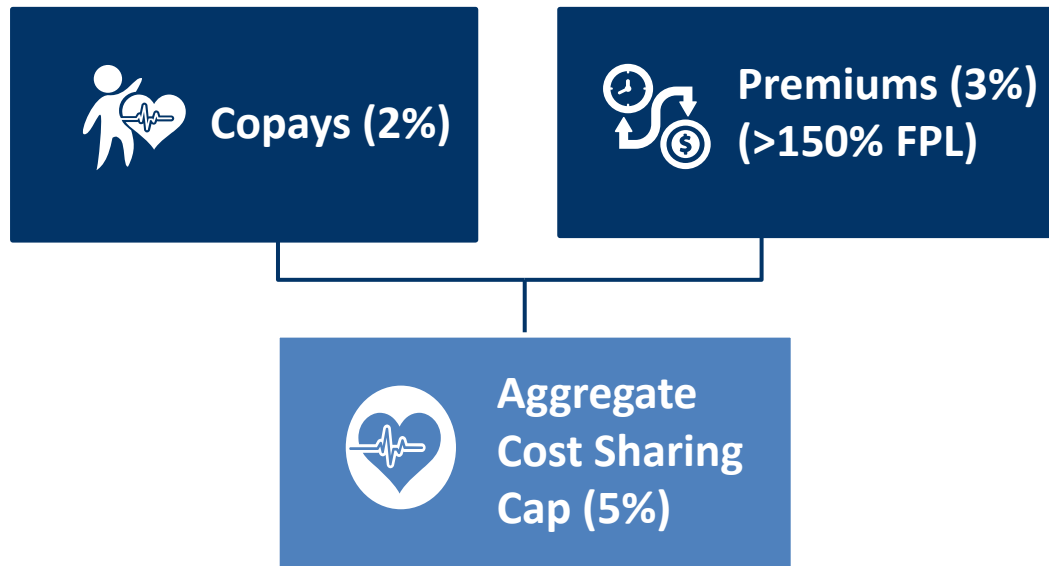 Copays (2%)
Premiums (3%)
(>150% FPL)
$
Aggregate
Cost Sharing
Cap (5%)